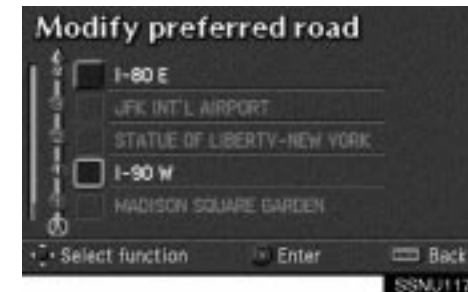 Modify preferred road
I-80 E
JFK INT'L AIRPORT
STATUE OF LIBERTY-NEW YORK
I-90 W
MADISON SQUARE GARDEN
Select function Enter Back
SSNU117